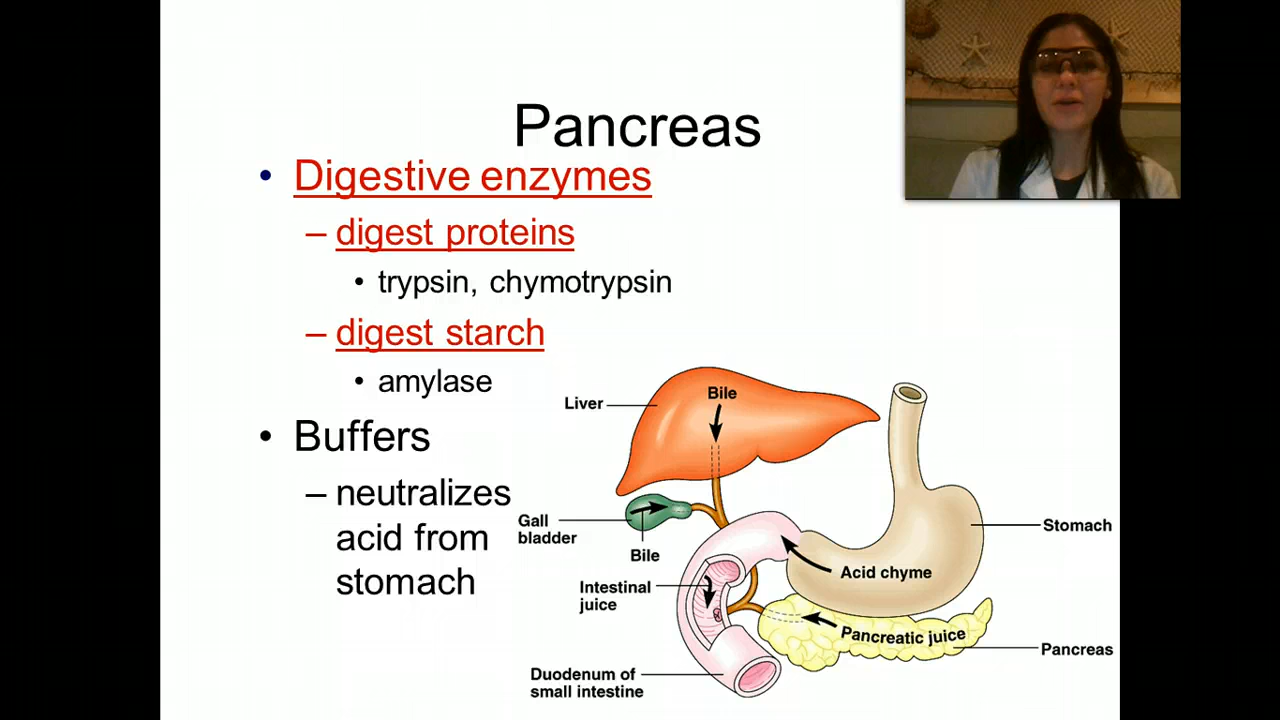 Pancreas
• Digestive enzymes
– digest proteins
• trypsin, chymotrypsin
– digest starch
• amylase
• Buffers
– neutralizes
acid from
stomach
Bile
Liver
Gall
bladder
Bile
Stomach
Acid chyme
Intestinal
juice
Pancreatic juice
Pancreas
Duodenum of
small intestine